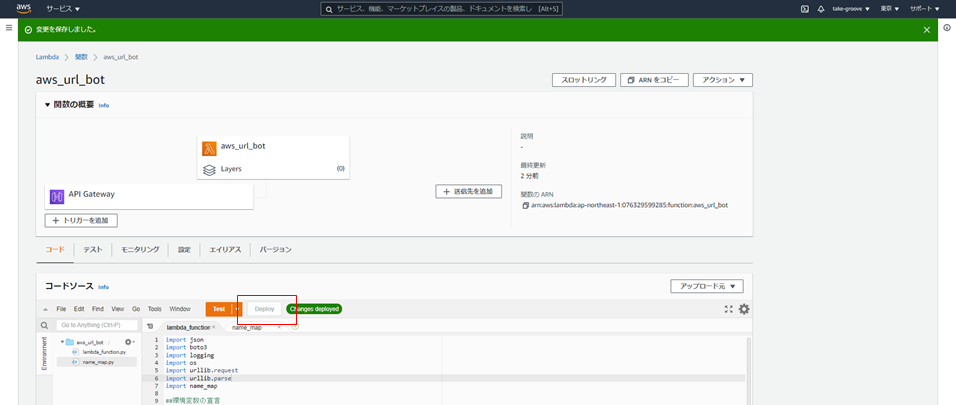 aws サービス サービス、機能、マーケットプレイスの製品、ドキュメントを検索し [Alt+S] take-groove 東京 サポート
変更を保存しました。
Lambda 関数 aws_url_bot
aws_url_bot スロットリング ARN をコピー アクション
関数の概要 Info
aws_url_bot
Layers (0)
API Gateway
送信先を追加
トリガーを追加
説明
-
最終更新
2 分前
関数の ARN
arn:aws:lambda:ap-northeast-1:076329599285:function:aws_url_bot
コード テスト モニタリング 設定 エイリアス バージョン
コードソース Info アップロード元
File Edit Find View Go Tools Window Test Deploy Changes deployed
Go to Anything (Ctrl-P) lambda_function name_map
Environment
aws_url_bot /
lambda_function.py
name_map.py
1 import json
2 import boto3
3 import logging
4 import os
5 import urllib.request
6 import urllib.parse
7 import name_map
8
9 ##環境変数の宣言